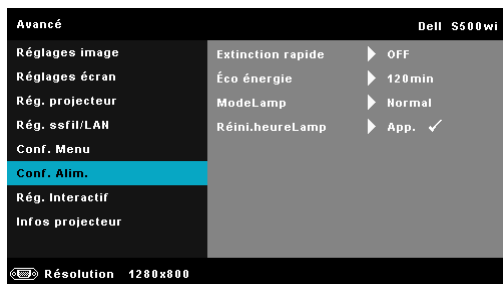 Avancé Dell S500wi
Réglages image
Réglages écran
Rég. projecteur
Rég. ssfil/LAN
Conf. Menu
Conf. Alim.
Rég. Interactif
Infos projecteur
Extinction rapide OFF
Éco énergie 120min
ModeLamp Normal
Réini.heureLamp App. ✓
Résolution 1280x800